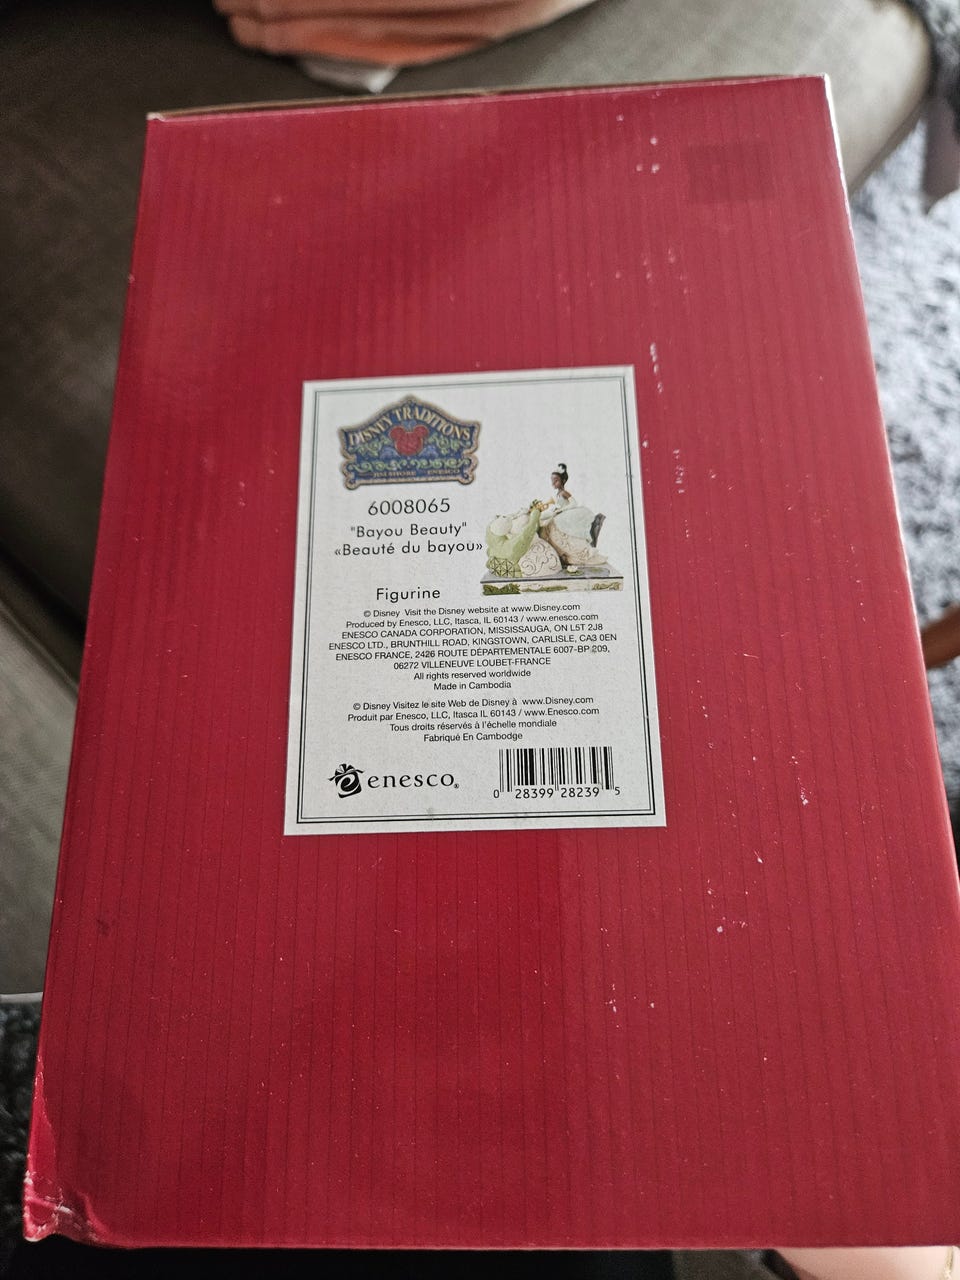 DISNEY TRADITIONS
JIM SHORE ENESCO
6008065
"Bayou Beauty"
«Beauté du bayou»
Figurine
© Disney Visit the Disney website at www.Disney.com
Produced by Enesco, LLC, Itasca, IL 60143 / www.enesco.com
ENESCO CANADA CORPORATION, MISSISSAUGA, ON L5T 2J8
ENESCO LTD., BRUNTHILL ROAD, KINGSTOWN, CARLISLE, CA3 0EN
ENESCO FRANCE, 2426 ROUTE DÉPARTEMENTALE 6007-BP 209,
06272 VILLENEUVE LOUBET-FRANCE
All rights reserved worldwide
Made in Cambodia
© Disney Visitez le site Web de Disney à www.Disney.com
Produit par Enesco, LLC, Itasca IL 60143 / www.Enesco.com
Tous droits réservés à l'échelle mondiale
Fabriqué En Cambodge
enesco®
0 28399 28239 5